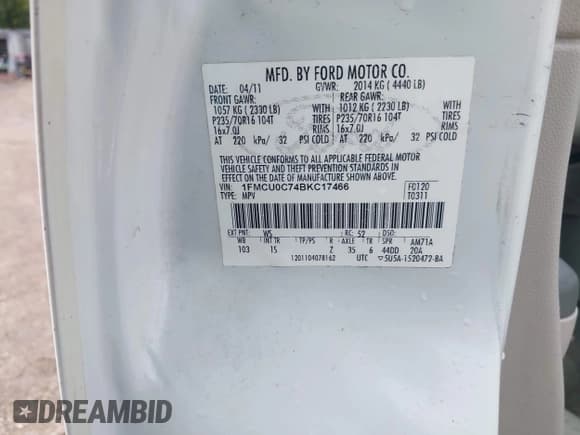 MFD. BY FORD MOTOR CO.
DATE: 04/11 GVWR: 2014 KG ( 4440 LB)
FRONT GAWR: REAR GAWR:
1057 KG ( 2330 LB) WITH 1012 KG ( 2230 LB) WITH
P235/70R16 104T TIRES P235/70R16 104T TIRES
16x7.0J RIMS 16x7.0J RIMS
AT 220 kPa/ 32 PSI COLD AT 220 kPa/ 32 PSI COLD
THIS VEHICLE CONFORMS TO ALL APPLICABLE FEDERAL MOTOR
VEHICLE SAFETY AND THEFT PREVENTION STANDARDS IN
EFFECT ON THE DATE OF MANUFACTURE SHOWN ABOVE.
VIN: 1FMCU0C74BKC17466 F0120
TYPE: MPV T0311
EXT PNT: WS RC: 52
WB INT TR TP/PS R AXLE TR SPR AM71A
103 1S Z 35 6 44DD 20A
1201104078162 UTC 5U5A-1520472-BA
DREAMBID